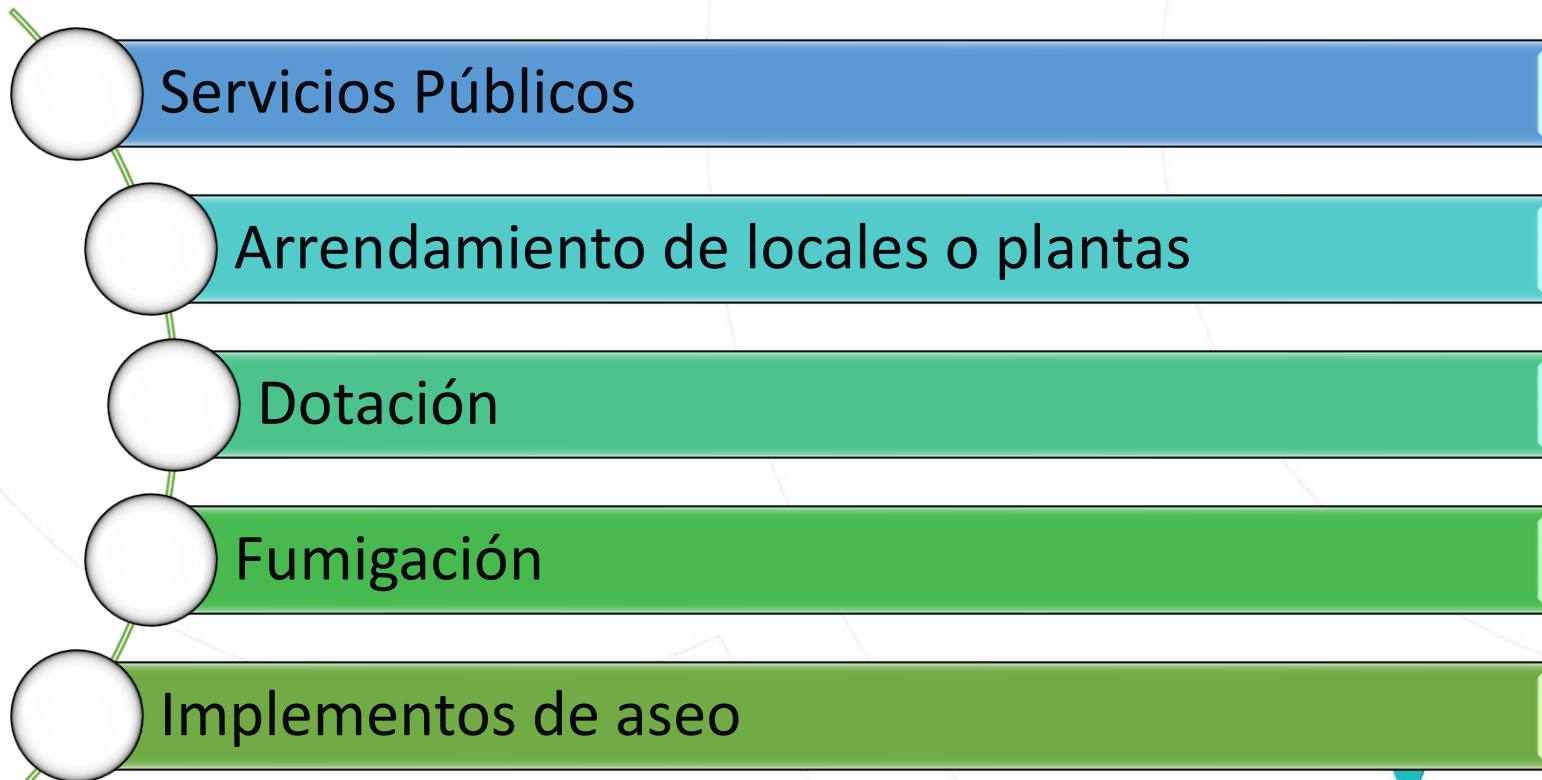 Servicios Públicos
Arrendamiento de locales o plantas
Dotación
Fumigación
Implementos de aseo